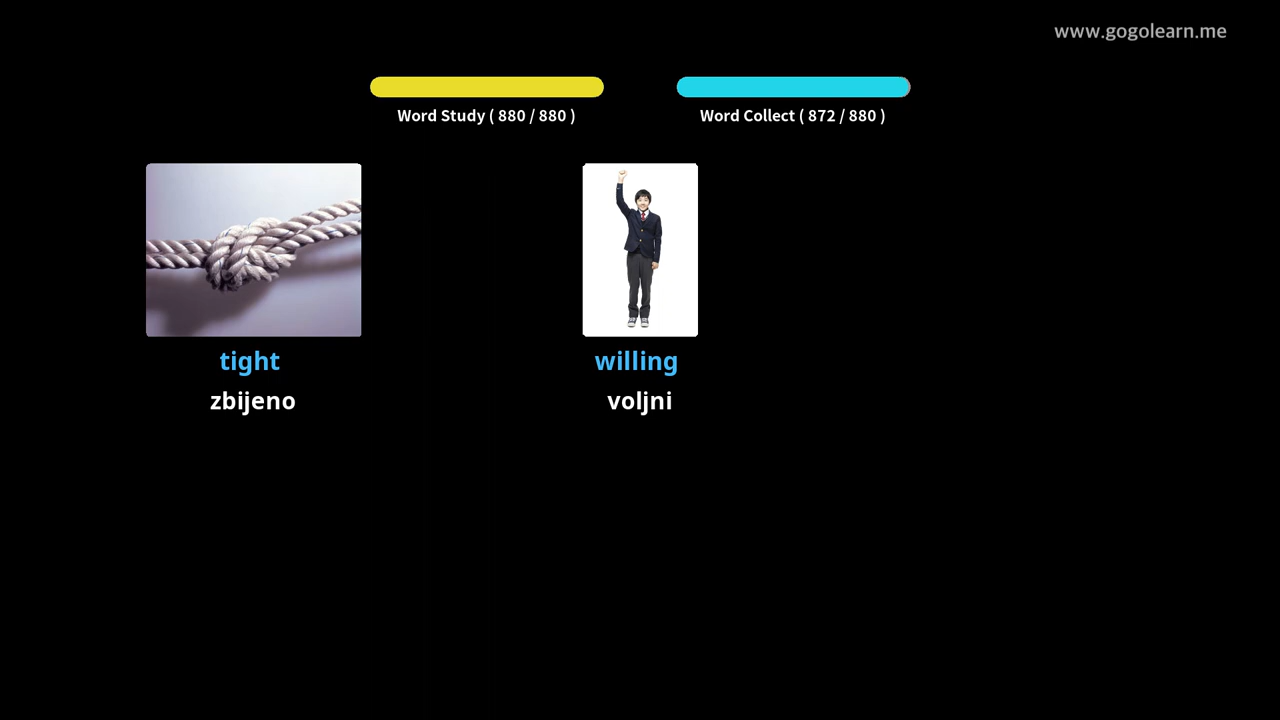 www.gogolearn.me
Word Study ( 880 / 880 )
Word Collect ( 872 / 880 )
tight
zbijeno
willing
voljni